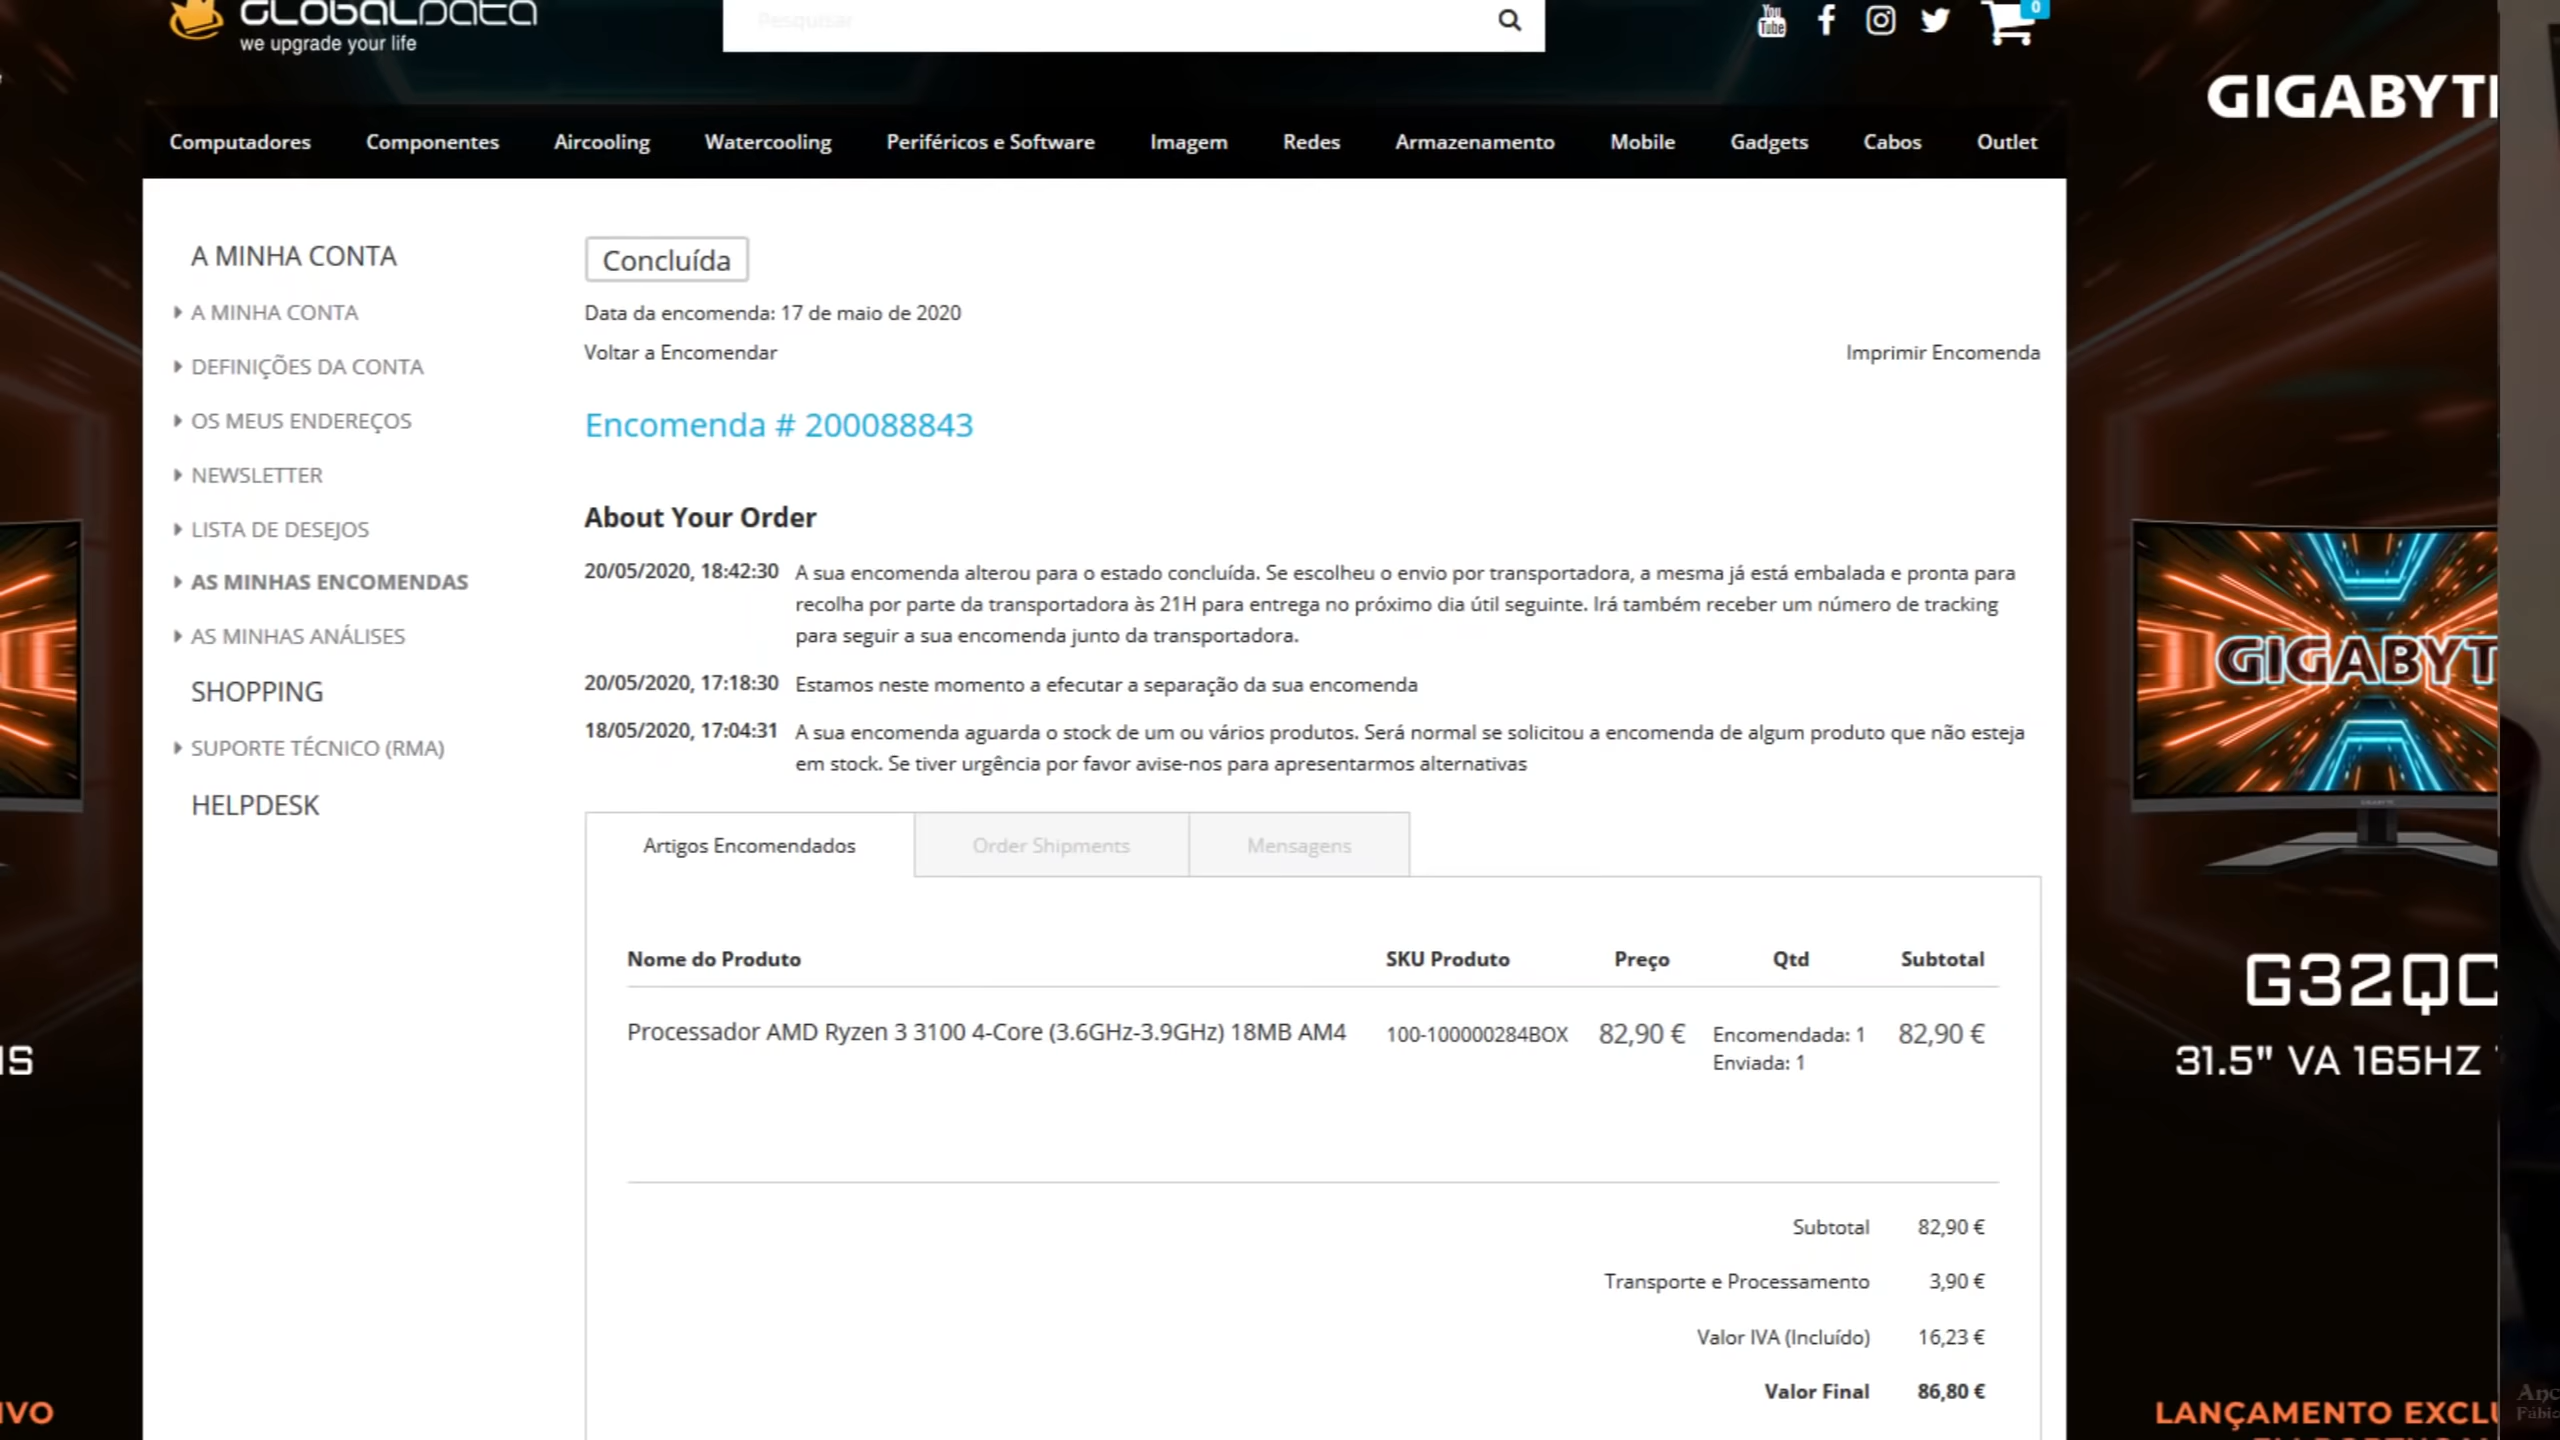 GLOBALDATA
we upgrade your life
Pesquisar
You
Tube
0
GIGABYT
Computadores Componentes Aircooling Watercooling Periféricos e Software Imagem Redes Armazenamento Mobile Gadgets Cabos Outlet
A MINHA CONTA
A MINHA CONTA
DEFINIÇÕES DA CONTA
OS MEUS ENDEREÇOS
NEWSLETTER
LISTA DE DESEJOS
AS MINHAS ENCOMENDAS
AS MINHAS ANÁLISES
SHOPPING
SUPORTE TÉCNICO (RMA)
HELPDESK
Concluída
Data da encomenda: 17 de maio de 2020
Voltar a Encomendar
Imprimir Encomenda
Encomenda # 200088843
About Your Order
20/05/2020, 18:42:30 A sua encomenda alterou para o estado concluída. Se escolheu o envio por transportadora, a mesma já está embalada e pronta para
recolha por parte da transportadora às 21H para entrega no próximo dia útil seguinte. Irá também receber um número de tracking
para seguir a sua encomenda junto da transportadora.
20/05/2020, 17:18:30 Estamos neste momento a efecutar a separação da sua encomenda
18/05/2020, 17:04:31 A sua encomenda aguarda o stock de um ou vários produtos. Será normal se solicitou a encomenda de algum produto que não esteja
em stock. Se tiver urgência por favor avise-nos para apresentarmos alternativas
Artigos Encomendados Order Shipments Mensagens
Nome do Produto SKU Produto Preço Qtd Subtotal
Processador AMD Ryzen 3 3100 4-Core (3.6GHz-3.9GHz) 18MB AM4 100-100000284BOX 82,90 € Encomendada: 1 82,90 €
Enviada: 1
Subtotal 82,90 €
Transporte e Processamento 3,90 €
Valor IVA (Incluído) 16,23 €
Valor Final 86,80 €
GIGABYT
G32QC
31.5" VA 165HZ
LANÇAMENTO EXCLU
IS
IVO